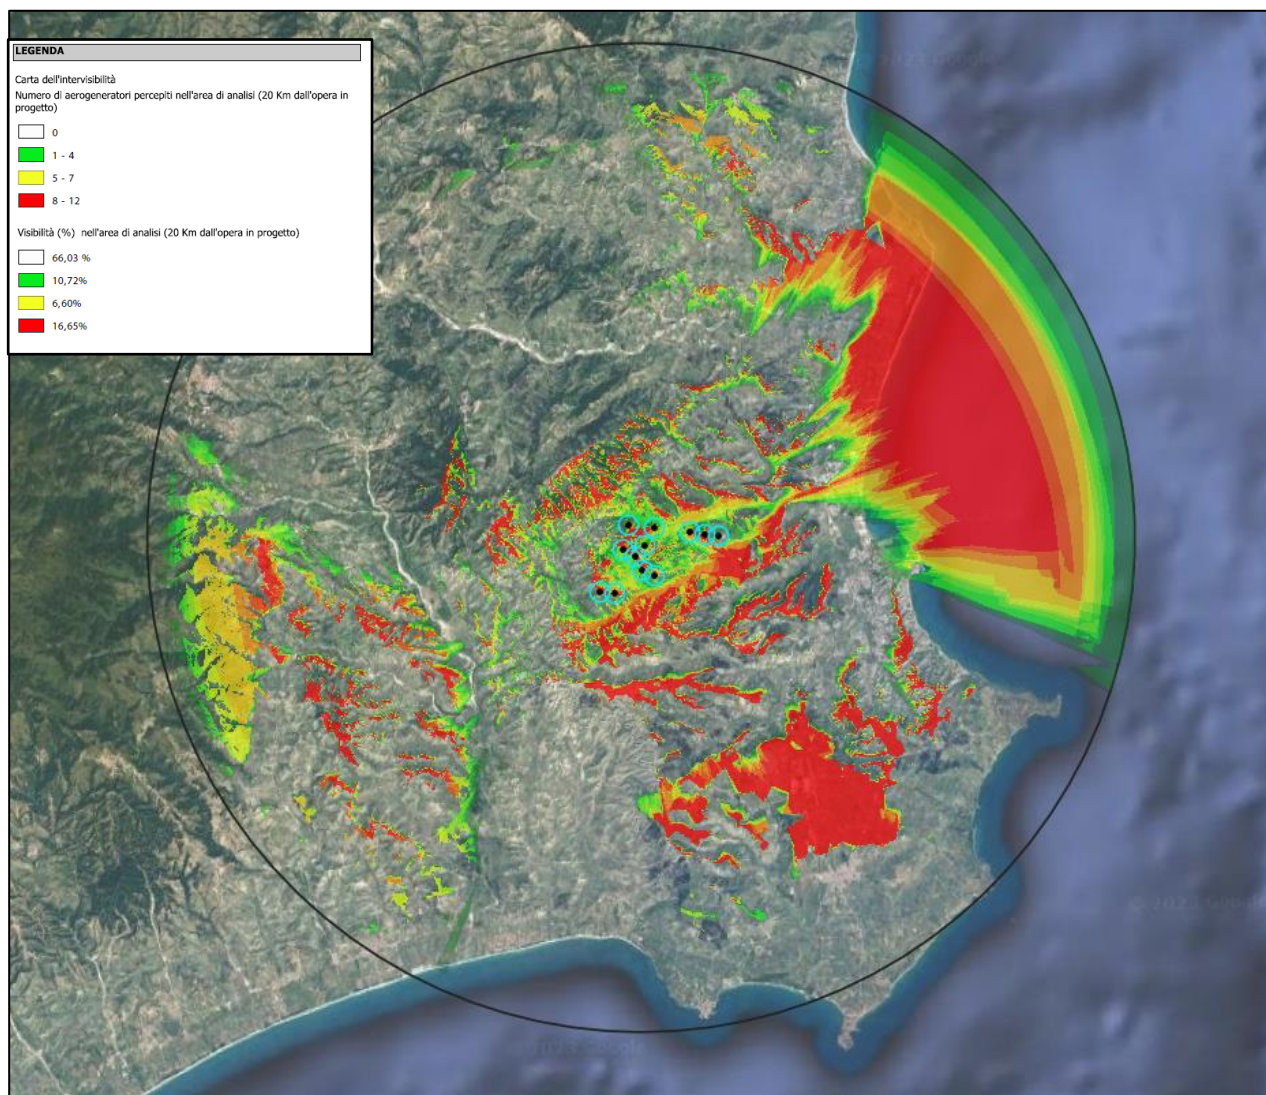 LEGENDA
Carta dell'intervisibilità
Numero di aerogeneratori percepiti nell'area di analisi (20 Km dall'opera in
progetto)
0
1 - 4
5 - 7
8 - 12
Visibilità (%) nell'area di analisi (20 Km dall'opera in progetto)
66,03 %
10,72%
6,60%
16,65%